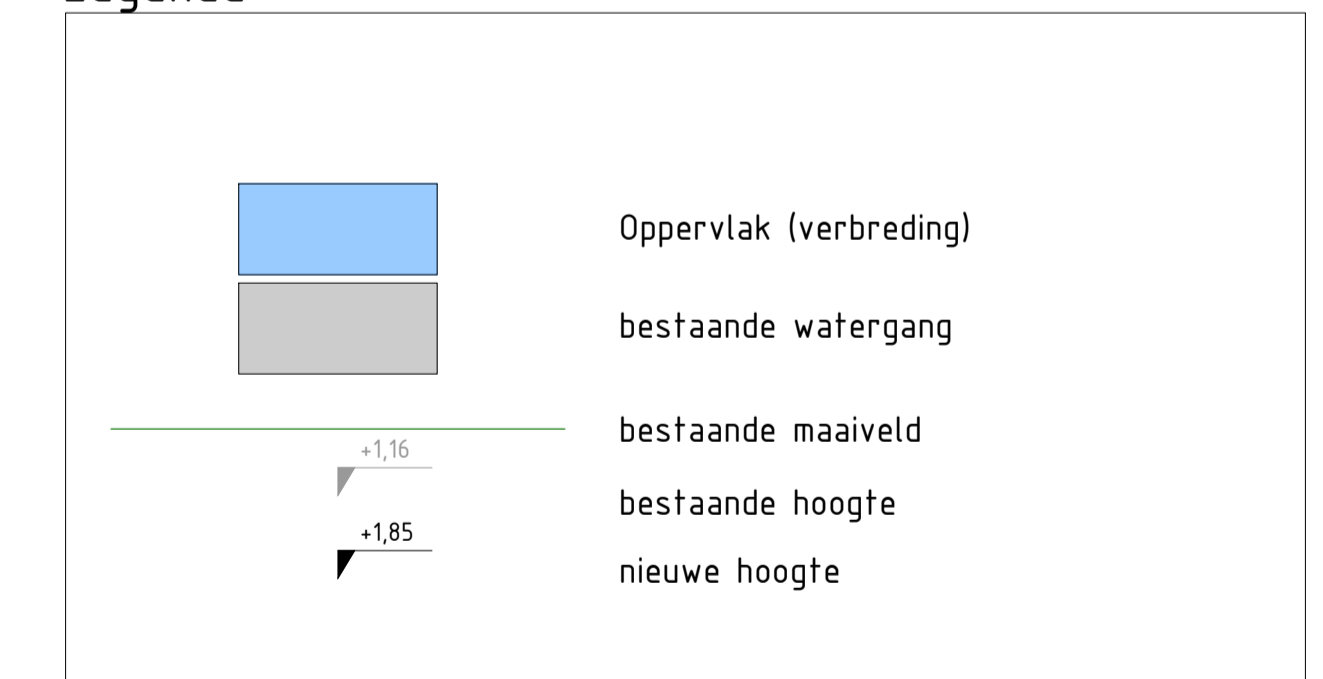 Oppervlak (verbreding)
bestaande watergang
bestaande maaiveld
+1,16
bestaande hoogte
+1,85
nieuwe hoogte